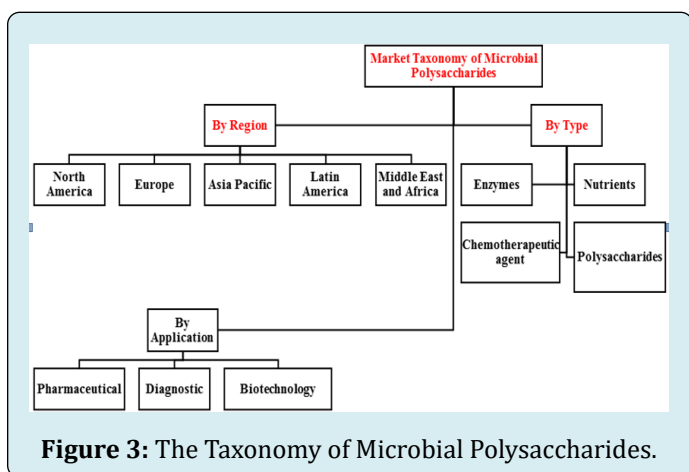 Market Taxonomy of Microbial
Polysaccharides
By Region
By Type
North
America
Europe
Asia Pacific
Latin
America
Middle East
and Africa
Enzymes
Nutrients
Chemotherapeutic
agent
Polysaccharides
By
Application
Pharmaceutical
Diagnostic
Biotechnology
Figure 3: The Taxonomy of Microbial Polysaccharides.